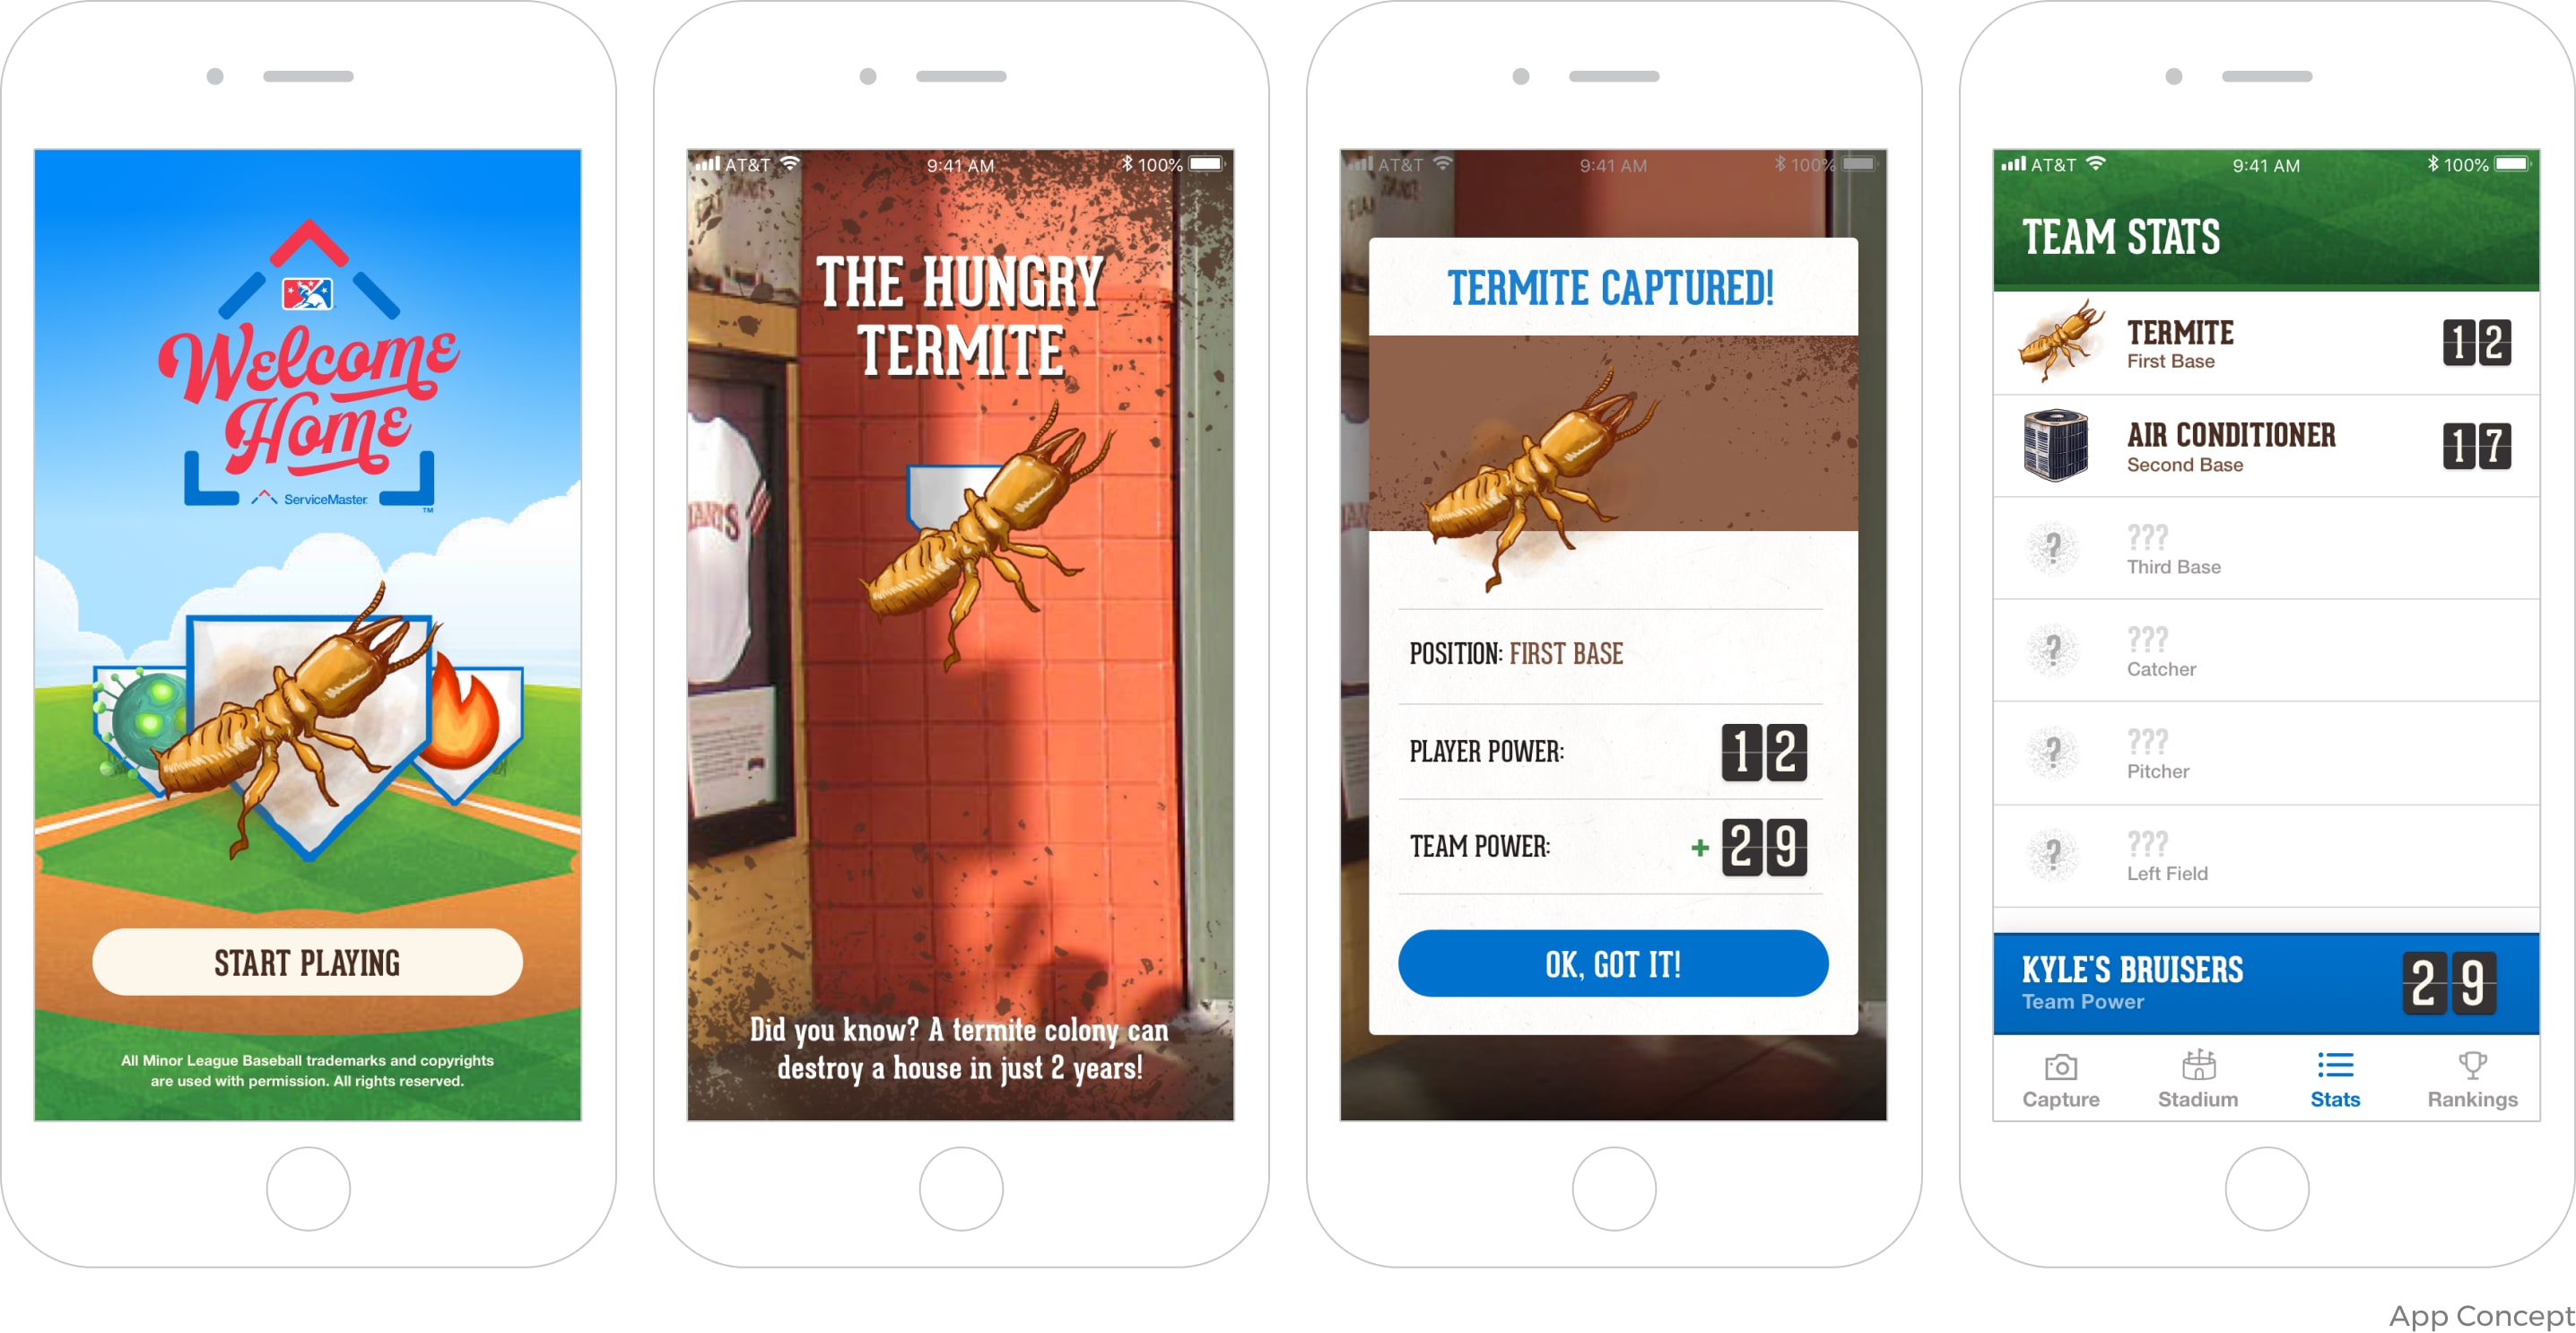 Welcome
Home
ServiceMaster
TM
START PLAYING
All Minor League Baseball trademarks and copyrights
are used with permission. All rights reserved.
AT&T 9:41 AM 100%
THE HUNGRY
TERMITE
Did you know? A termite colony can
destroy a house in just 2 years!
AT&T 9:41 AM 100%
TERMITE CAPTURED!
POSITION: FIRST BASE
PLAYER POWER: 12
TEAM POWER: + 29
OK, GOT IT!
AT&T 9:41 AM 100%
TEAM STATS
TERMITE 12
First Base
AIR CONDITIONER 17
Second Base
? ???
Third Base
? ???
Catcher
? ???
Pitcher
? ???
Left Field
KYLE'S BRUISERS 29
Team Power
Capture Stadium Stats Rankings
App Concept